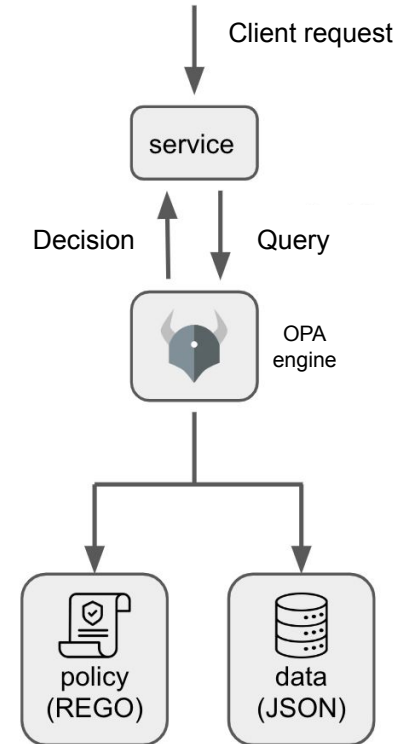 Client request
service
Decision
Query
OPA
engine
policy
(REGO)
data
(JSON)